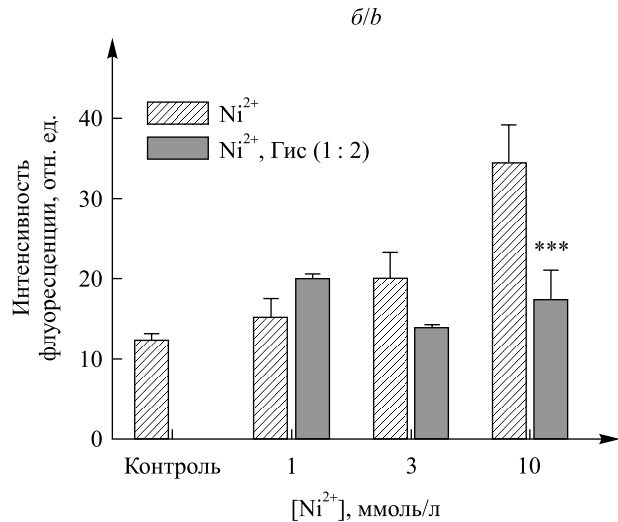 б/b
Ni²⁺
Ni²⁺, Гис (1 : 2)
Интенсивность
флуоресценции, отн. ед.
40
30
20
10
0
***
Контроль
1
3
10
[Ni²⁺], ммоль/л